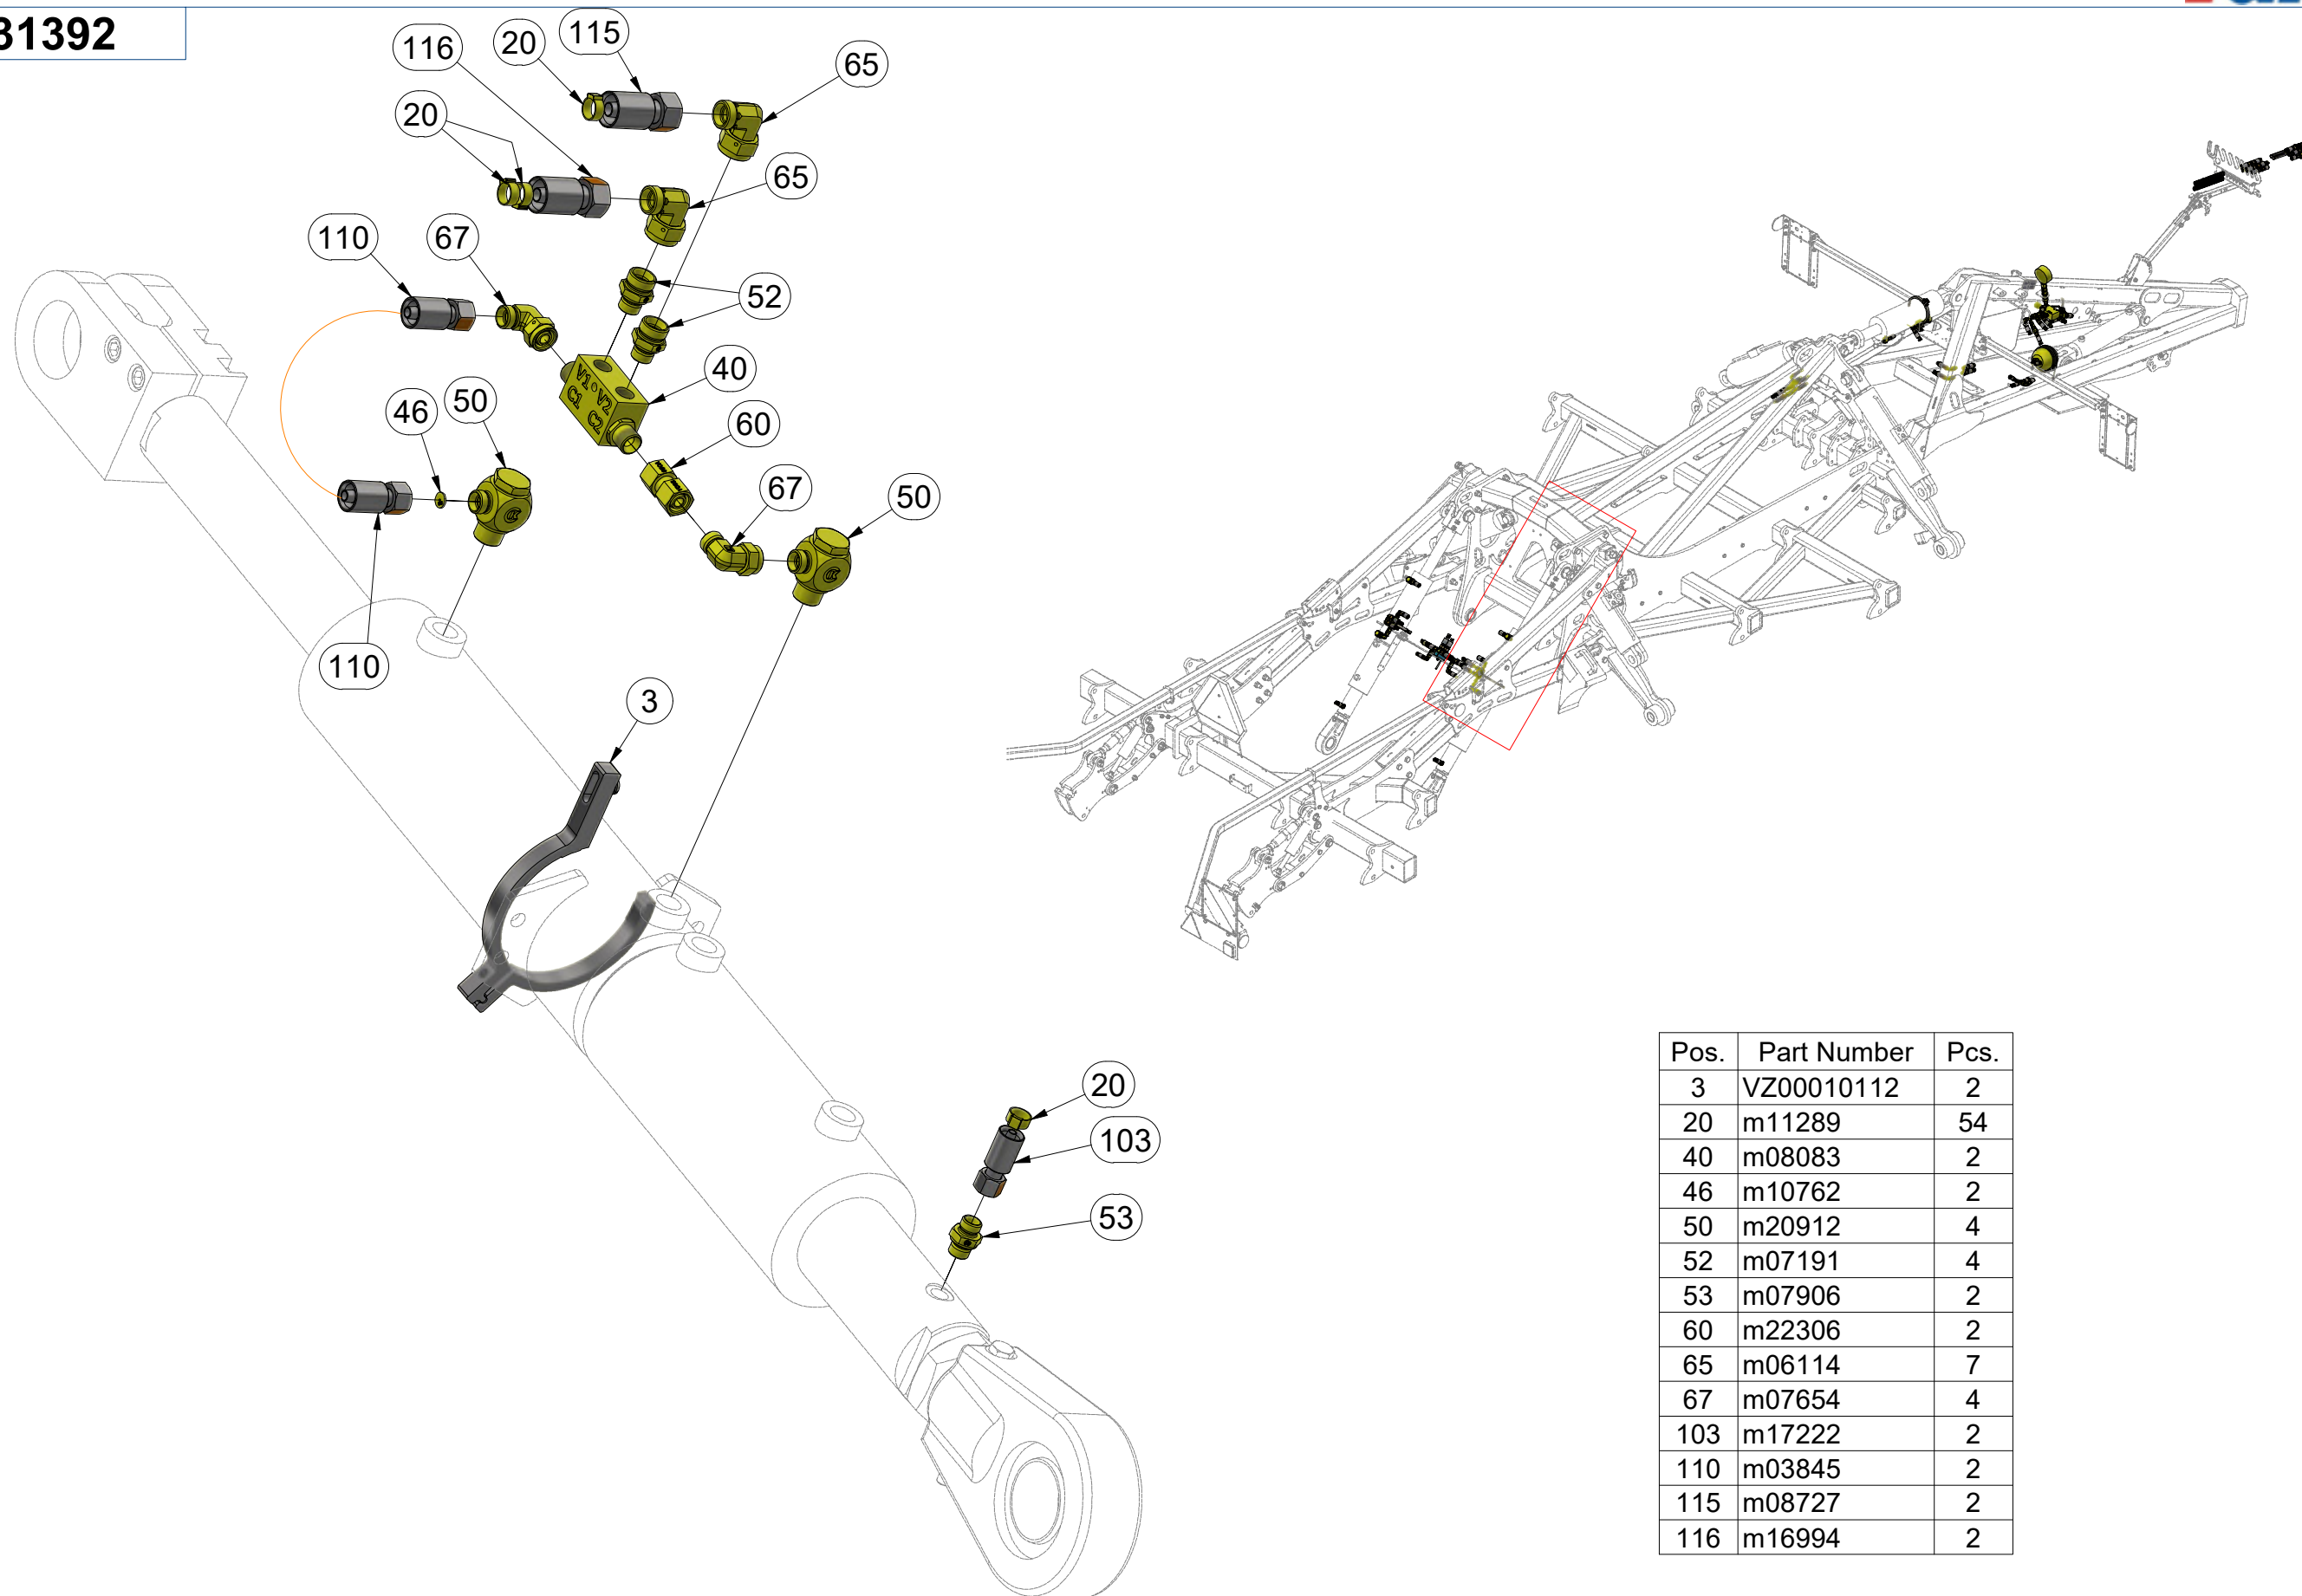 31392
116
20
115
65
20
65
110
67
52
40
46
50
60
67
50
110
3
20
103
53
V1 V2
C1 C2
Pos. Part Number Pcs.
3 VZ00010112 2
20 m11289 54
40 m08083 2
46 m10762 2
50 m20912 4
52 m07191 4
53 m07906 2
60 m22306 2
65 m06114 7
67 m07654 4
103 m17222 2
110 m03845 2
115 m08727 2
116 m16994 2